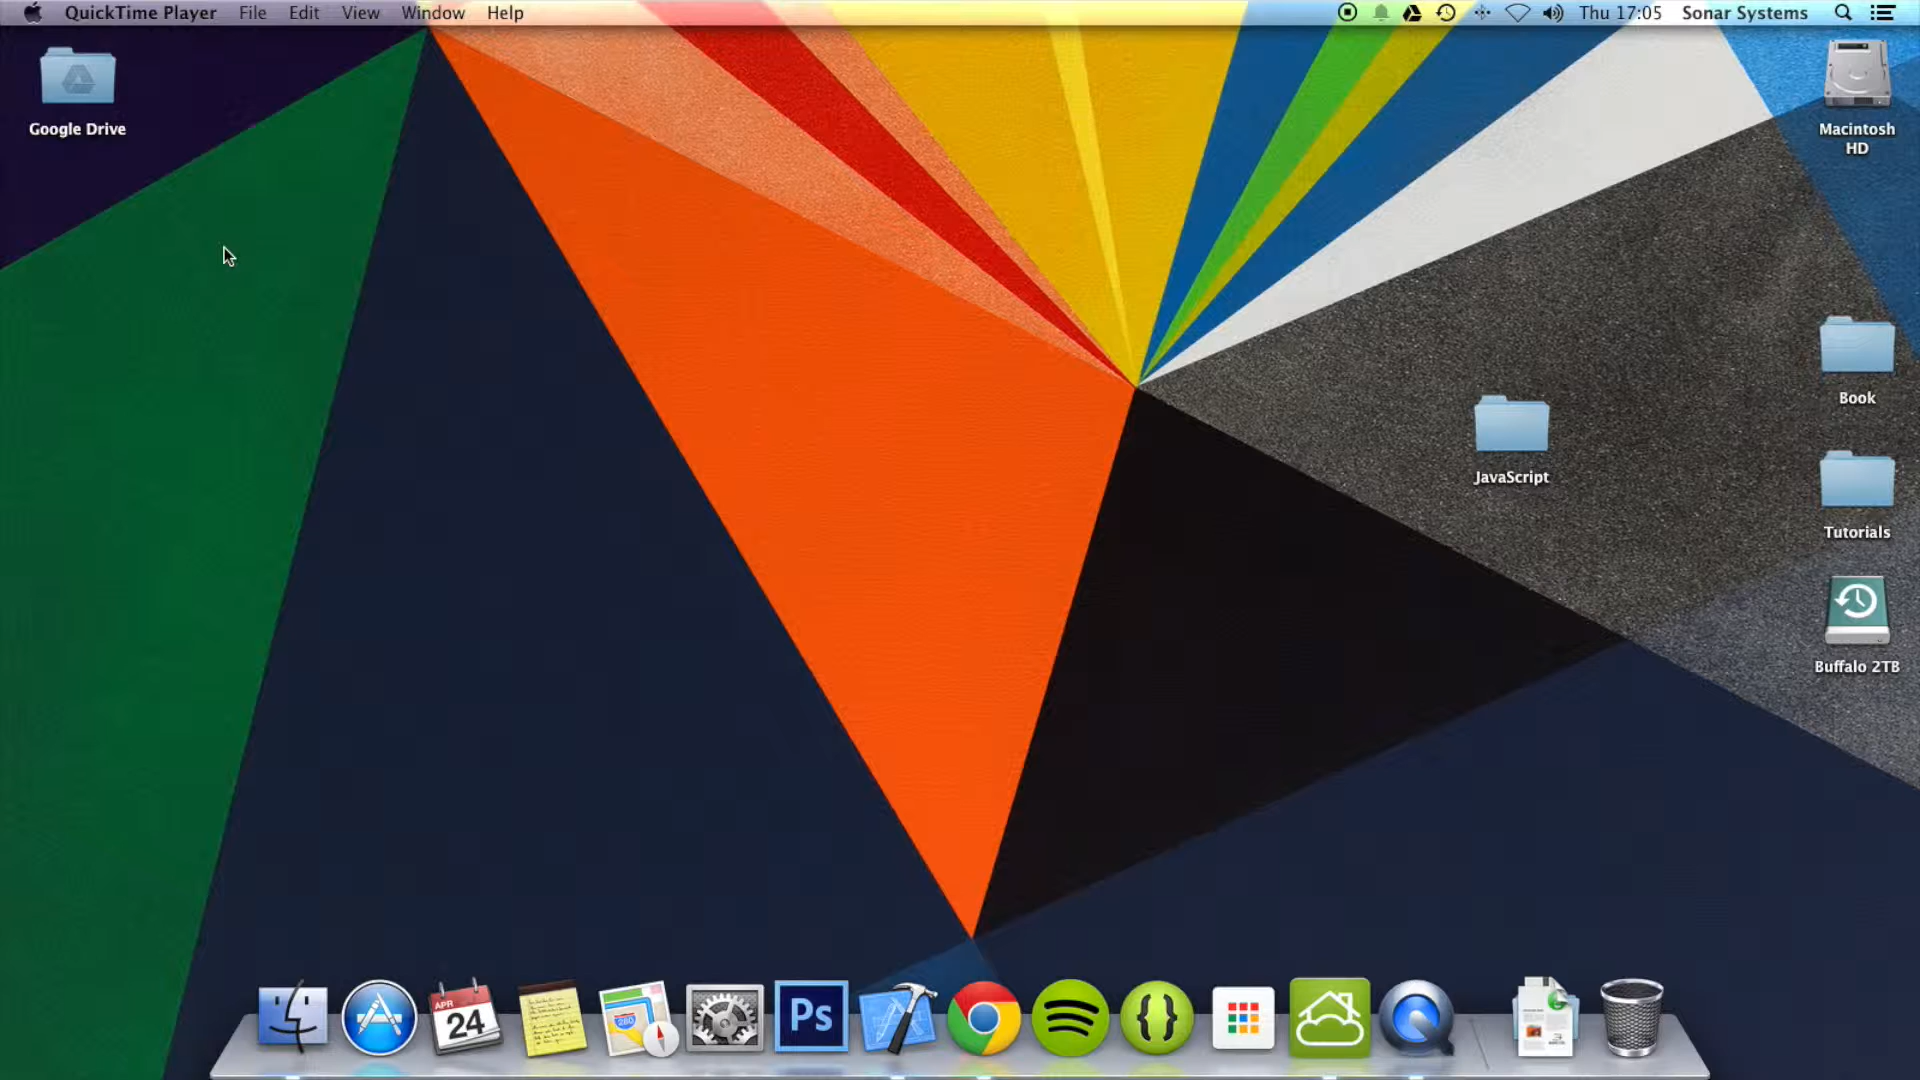 QuickTime Player File Edit View Window Help Thu 17:05 Sonar Systems
Google Drive
Macintosh
HD
Book
JavaScript
Tutorials
Buffalo 2TB
APR
24
280
Ps
{}